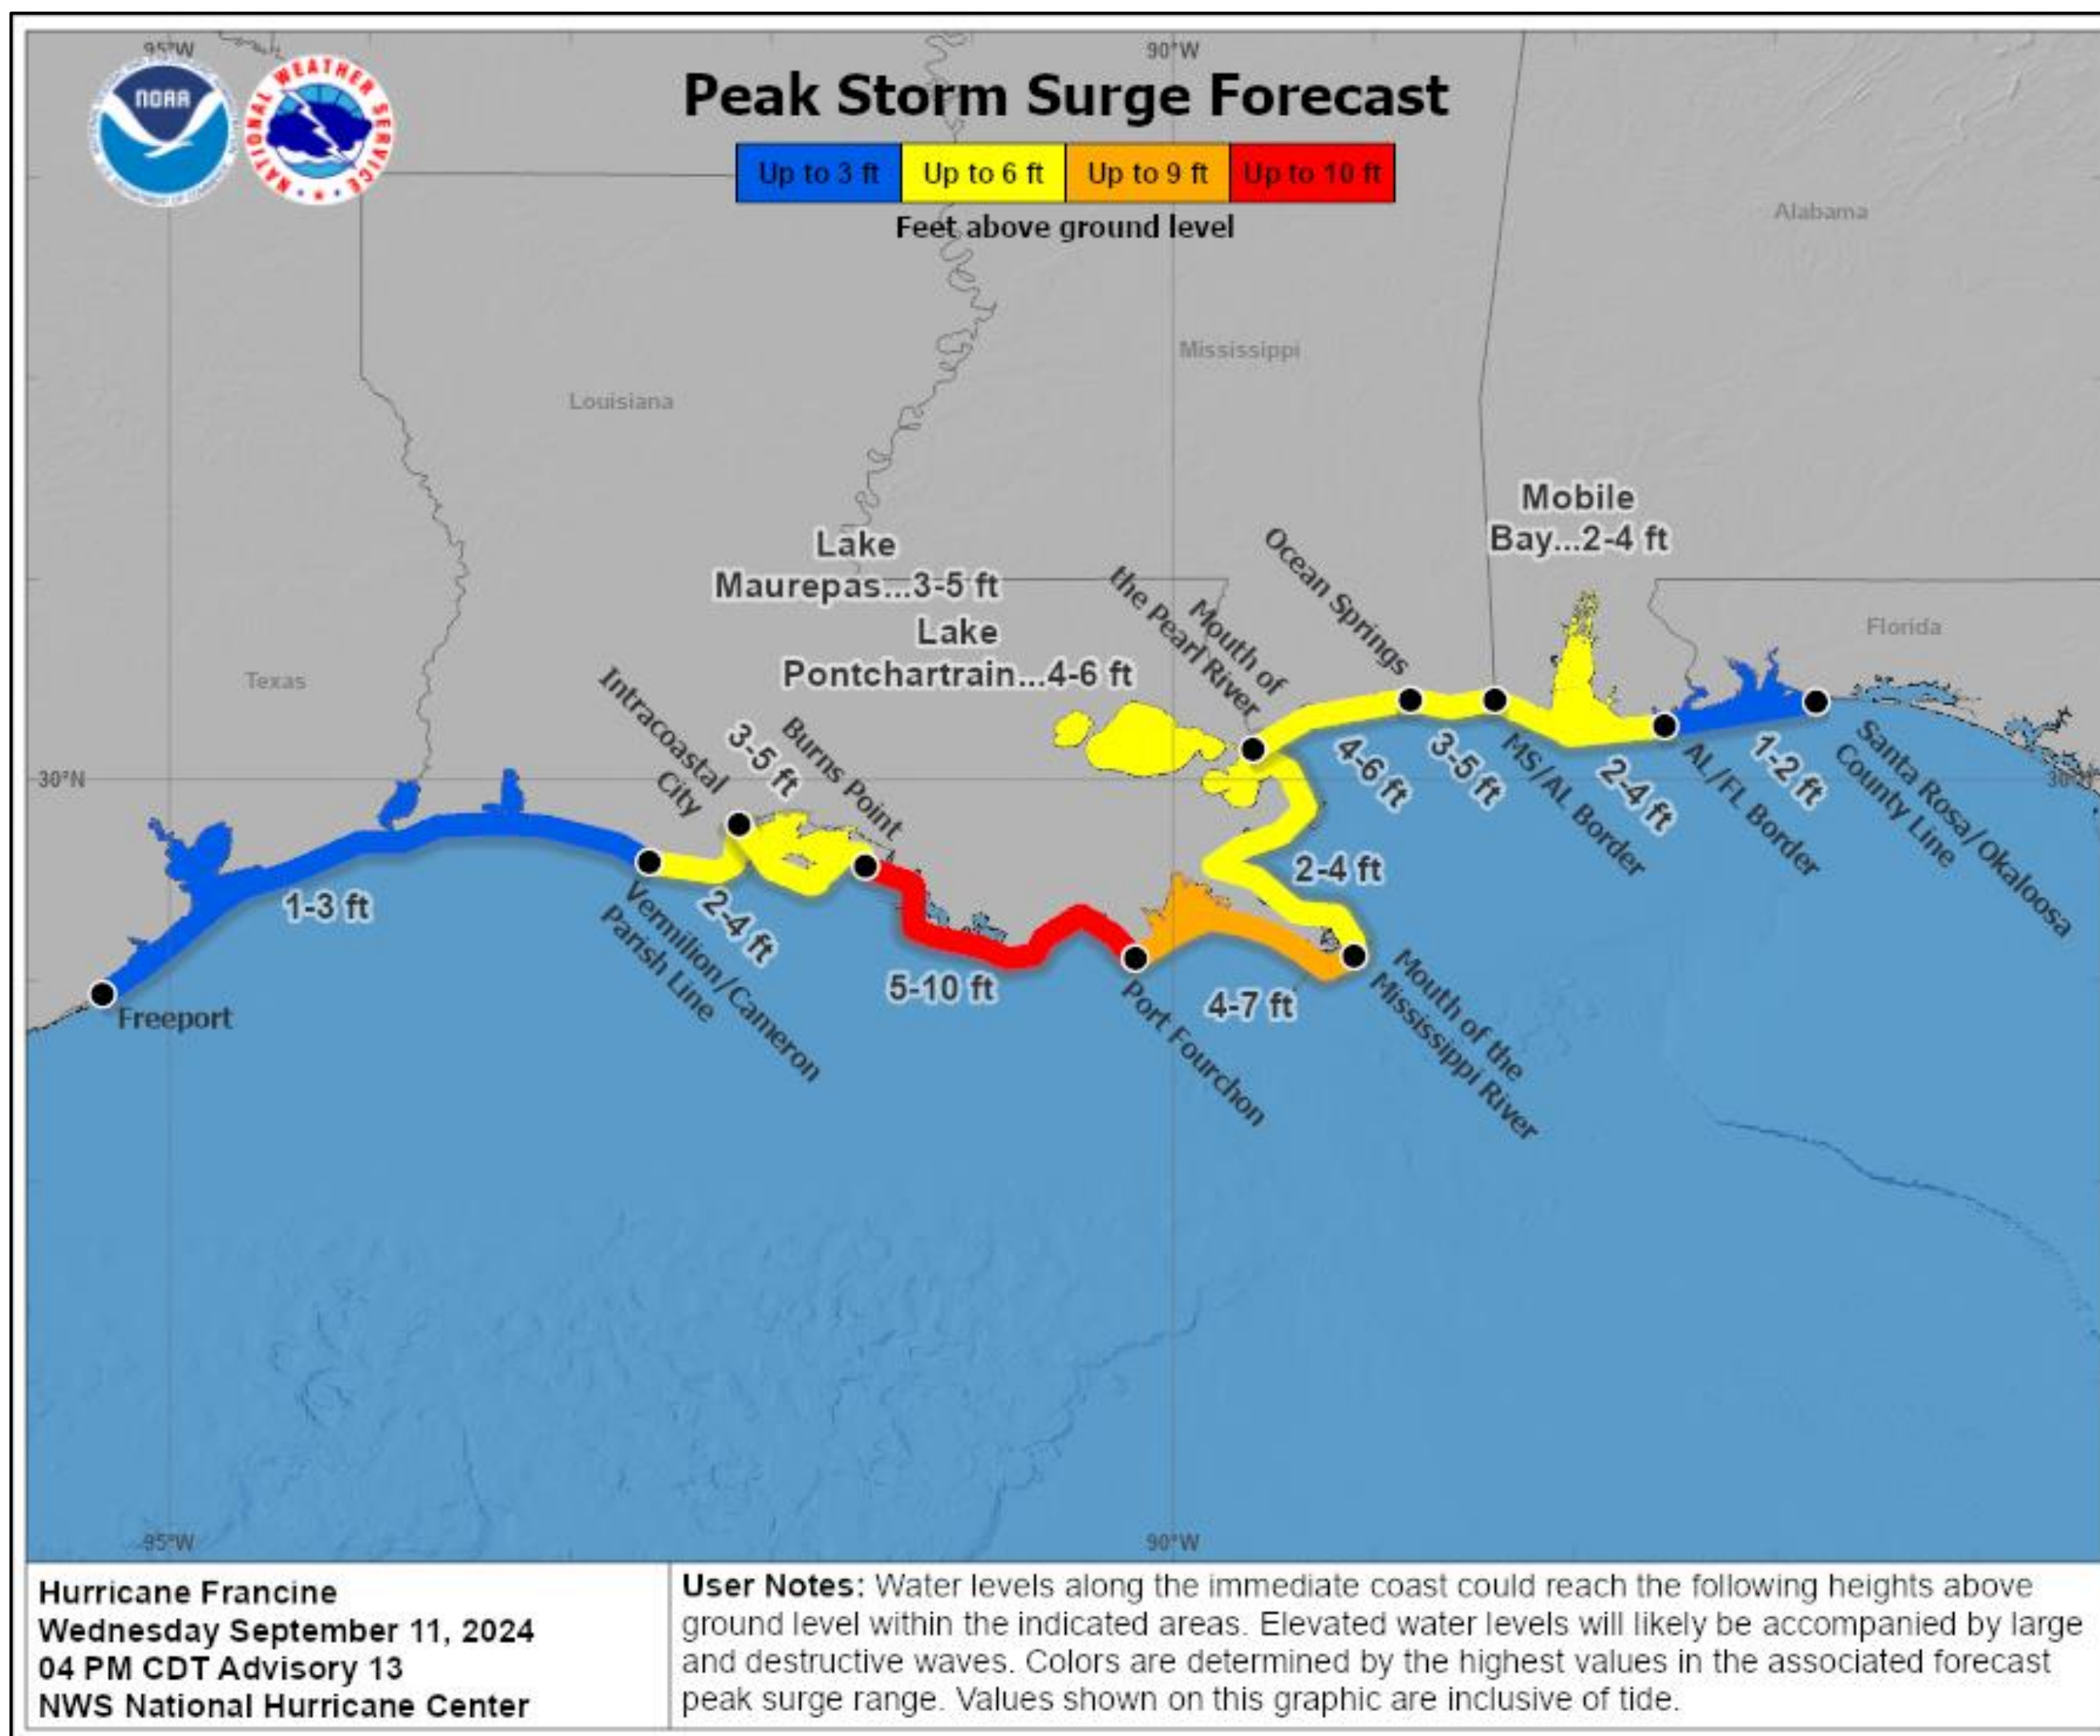 95°W
90°W
NOAA
NATIONAL WEATHER SERVICE
Peak Storm Surge Forecast
Up to 3 ft
Up to 6 ft
Up to 9 ft
Up to 10 ft
Feet above ground level
Alabama
Mississippi
Louisiana
Texas
Florida
Mobile
Bay...2-4 ft
Lake
Maurepas...3-5 ft
Lake
Pontchartrain...4-6 ft
Ocean Springs
Mouth of
the Pearl River
Intracoastal
City
3-5 ft
Burns Point
30°N
1-3 ft
Freeport
Vermilion/Cameron
Parish Line
2-4 ft
5-10 ft
Port Fourchon
4-7 ft
Mouth of the
Mississippi River
2-4 ft
4-6 ft
3-5 ft
MS/AL Border
2-4 ft
AL/FL Border
1-2 ft
Santa Rosa/Okaloosa
County Line
95°W
90°W
Hurricane Francine
Wednesday September 11, 2024
04 PM CDT Advisory 13
NWS National Hurricane Center
User Notes: Water levels along the immediate coast could reach the following heights above
ground level within the indicated areas. Elevated water levels will likely be accompanied by large
and destructive waves. Colors are determined by the highest values in the associated forecast
peak surge range. Values shown on this graphic are inclusive of tide.